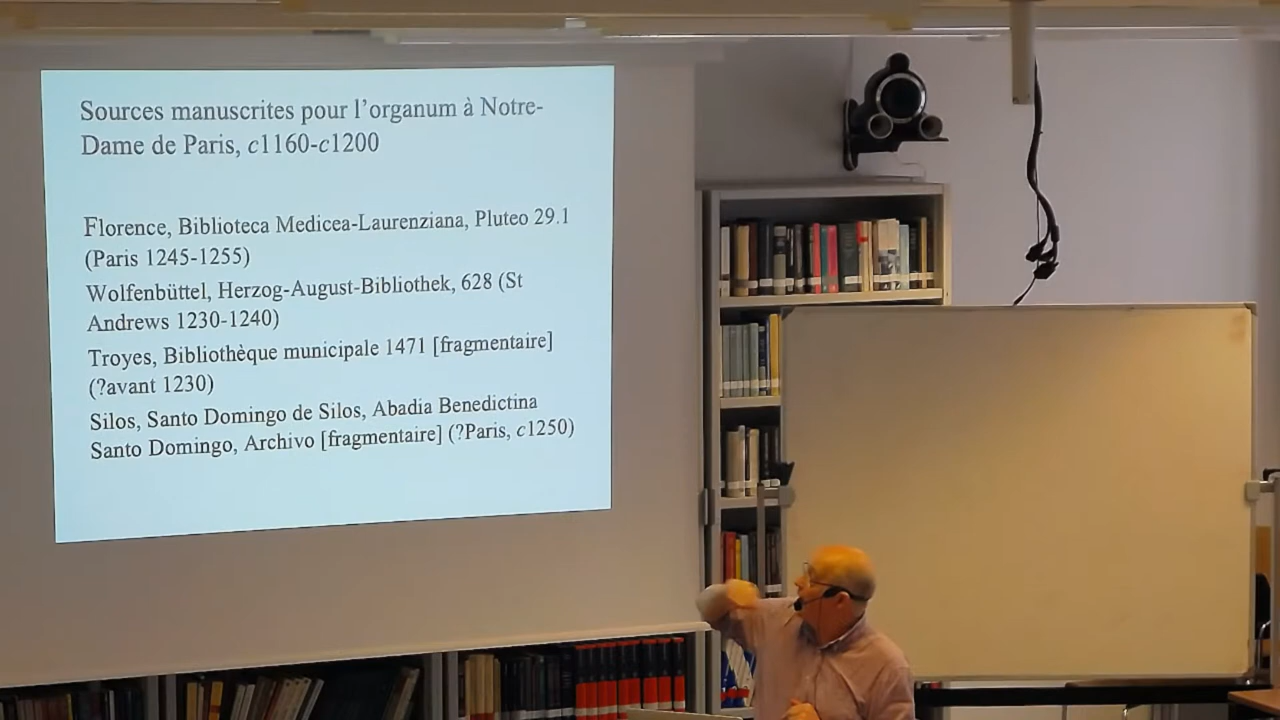 Sources manuscrites pour l'organum à Notre-
Dame de Paris, c1160-c1200
Florence, Biblioteca Medicea-Laurenziana, Pluteo 29.1
(Paris 1245-1255)
Wolfenbüttel, Herzog-August-Bibliothek, 628 (St
Andrews 1230-1240)
Troyes, Bibliothèque municipale 1471 [fragmentaire]
(?avant 1230)
Silos, Santo Domingo de Silos, Abadia Benedictina
Santo Domingo, Archivo [fragmentaire] (?Paris, c1250)